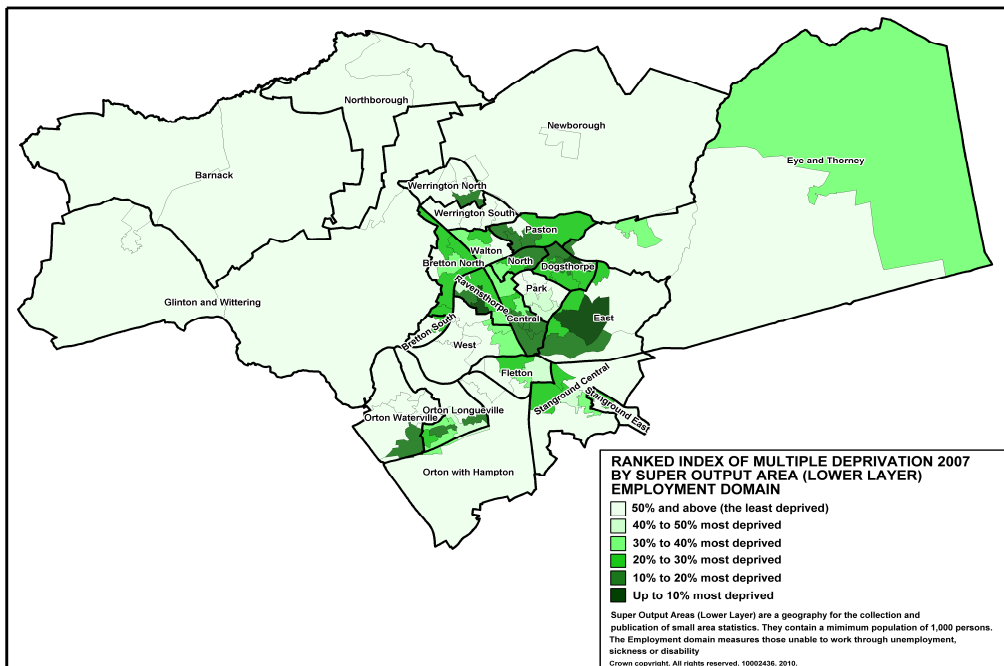 Northborough
Newborough
Eye and Thorney
Barnack
Werrington North
Werrington South
Paston
Walton
Bretton North
North
Dogsthorpe
Park
Ravensthorpe
Glinton and Wittering
Central
East
Bretton South
West
Fletton
Stanground Central
Stanground East
Orton Longueville
Orton Waterville
Orton with Hampton
RANKED INDEX OF MULTIPLE DEPRIVATION 2007
BY SUPER OUTPUT AREA (LOWER LAYER)
EMPLOYMENT DOMAIN
50% and above (the least deprived)
40% to 50% most deprived
30% to 40% most deprived
20% to 30% most deprived
10% to 20% most deprived
Up to 10% most deprived
Super Output Areas (Lower Layer) are a geography for the collection and
publication of small area statistics. They contain a mimimum population of 1,000 persons.
The Employment domain measures those unable to work through unemployment,
sickness or disability
Crown copyright. All rights reserved. 10002436. 2010.